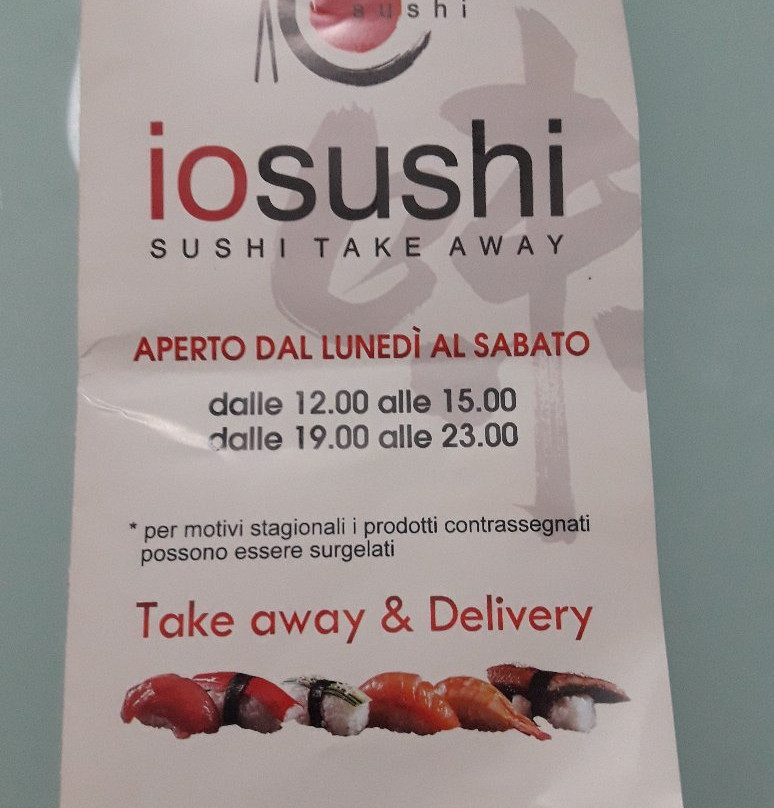 sushi
iosushi
SUSHI TAKE AWAY
APERTO DAL LUNEDÌ AL SABATO
dalle 12.00 alle 15.00
dalle 19.00 alle 23.00
* per motivi stagionali i prodotti contrassegnati
possono essere surgelati
Take away & Delivery